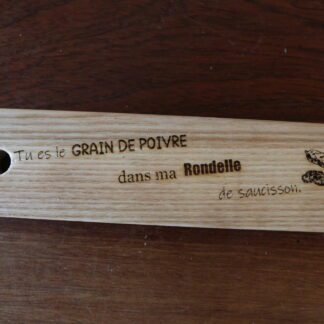 Tu es le GRAIN DE POIVRE
dans ma Rondelle
de saucisson.